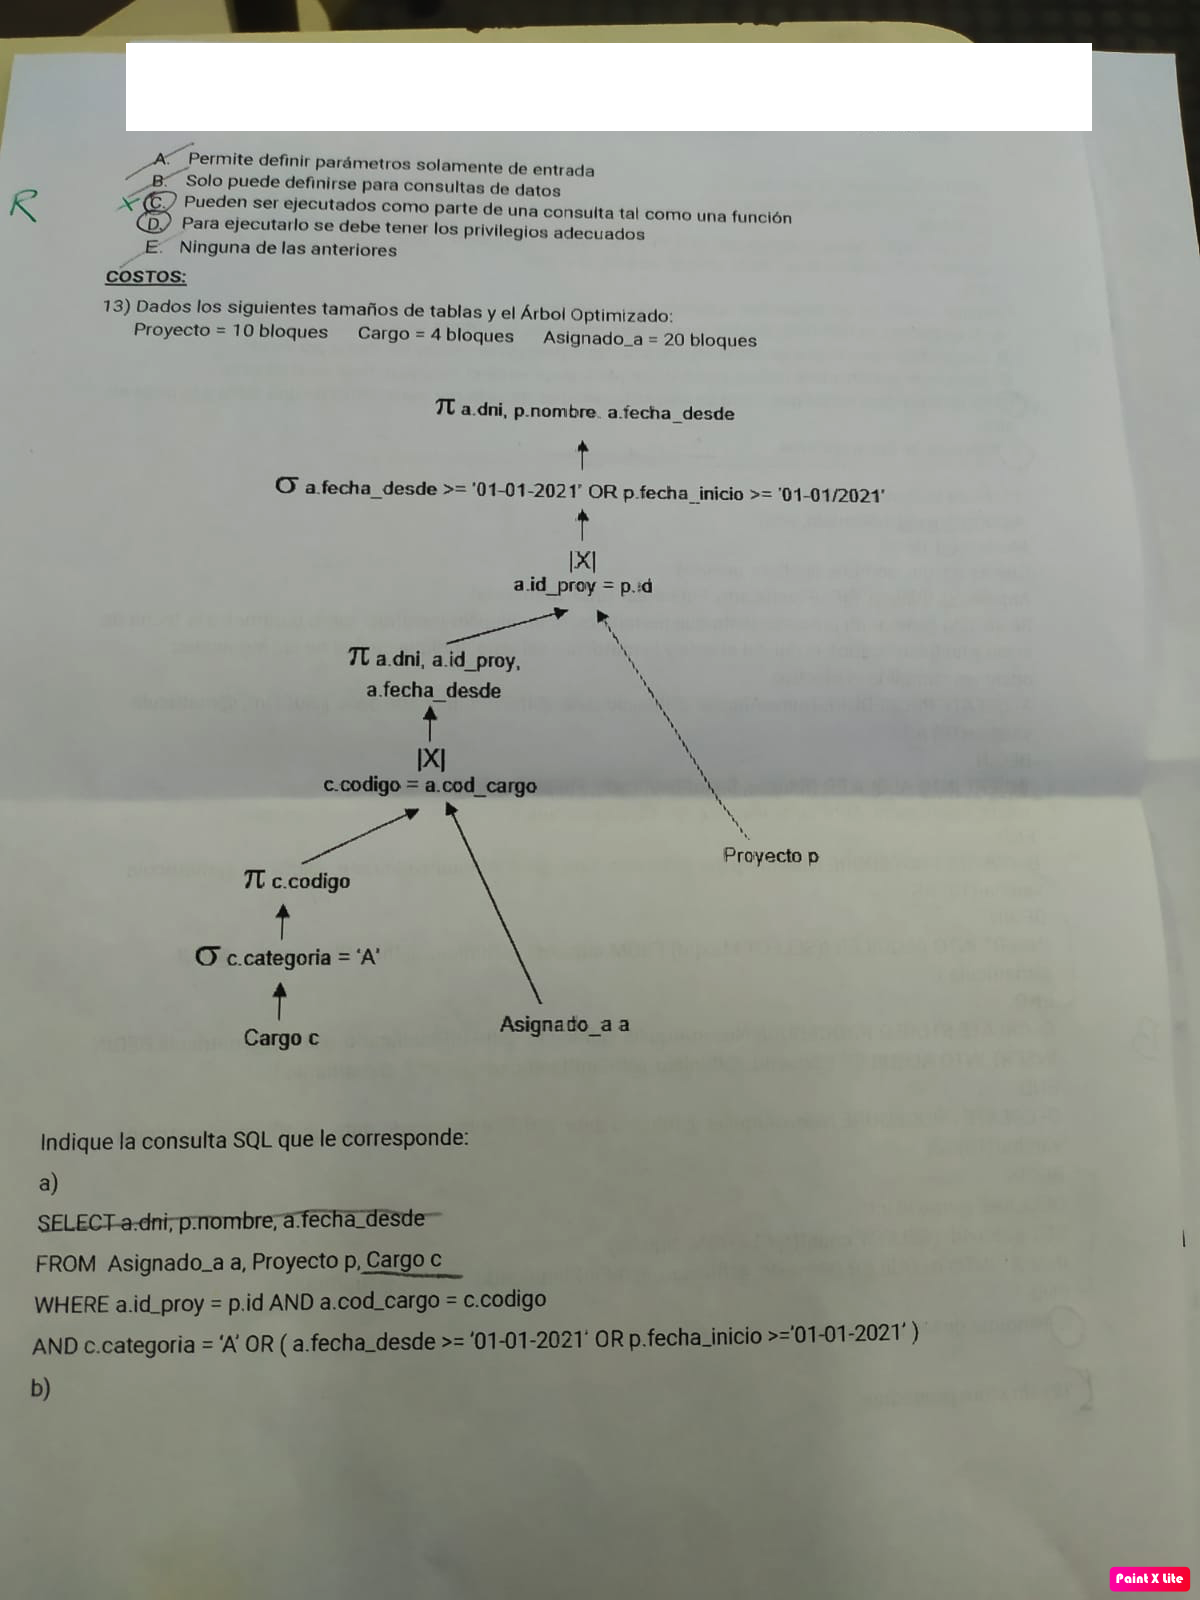 A. Permite definir parámetros solamente de entrada
B. Solo puede definirse para consultas de datos
R
X C. Pueden ser ejecutados como parte de una consulta tal como una función
D. Para ejecutarlo se debe tener los privilegios adecuados
E. Ninguna de las anteriores
COSTOS:
13) Dados los siguientes tamaños de tablas y el Árbol Optimizado:
Proyecto = 10 bloques Cargo = 4 bloques Asignado_a = 20 bloques
π a.dni, p.nombre. a.fecha_desde
σ a.fecha_desde >= '01-01-2021' OR p.fecha_inicio >= '01-01/2021'
|X|
a.id_proy = p.id
π a.dni, a.id_proy,
a.fecha_desde
|X|
c.codigo = a.cod_cargo
Proyecto p
π c.codigo
σ c.categoria = 'A'
Asignado_a a
Cargo c
Indique la consulta SQL que le corresponde:
a)
SELECT a.dni, p.nombre, a.fecha_desde
FROM Asignado_a a, Proyecto p, Cargo c
WHERE a.id_proy = p.id AND a.cod_cargo = c.codigo
AND c.categoria = 'A' OR ( a.fecha_desde >= '01-01-2021' OR p.fecha_inicio >='01-01-2021' )
b)
Paint X Lite